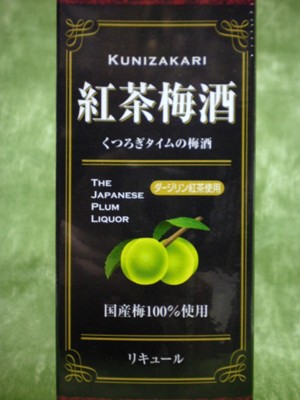 KUNIZAKARI
紅茶梅酒
くつろぎタイムの梅酒
THE
JAPANESE
PLUM
LIQUOR
ダージリン紅茶使用
国産梅100%使用
リキュール